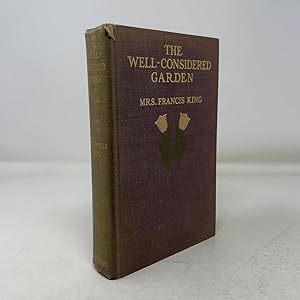 THE
WELL-CONSIDERED
GARDEN
MRS. FRANCIS KING